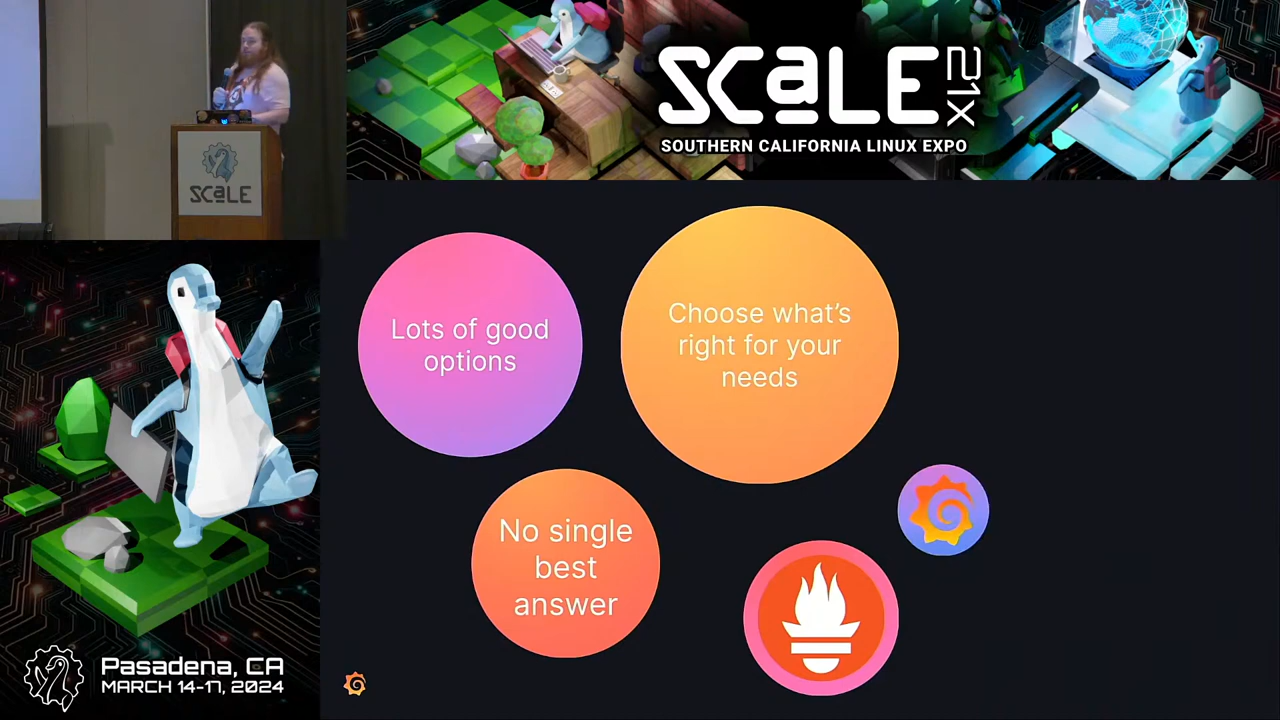 SCALE 21X
SOUTHERN CALIFORNIA LINUX EXPO
SCALE
Lots of good
options
Choose what's
right for your
needs
No single
best
answer
Pasadena, CA
MARCH 14-17, 2024